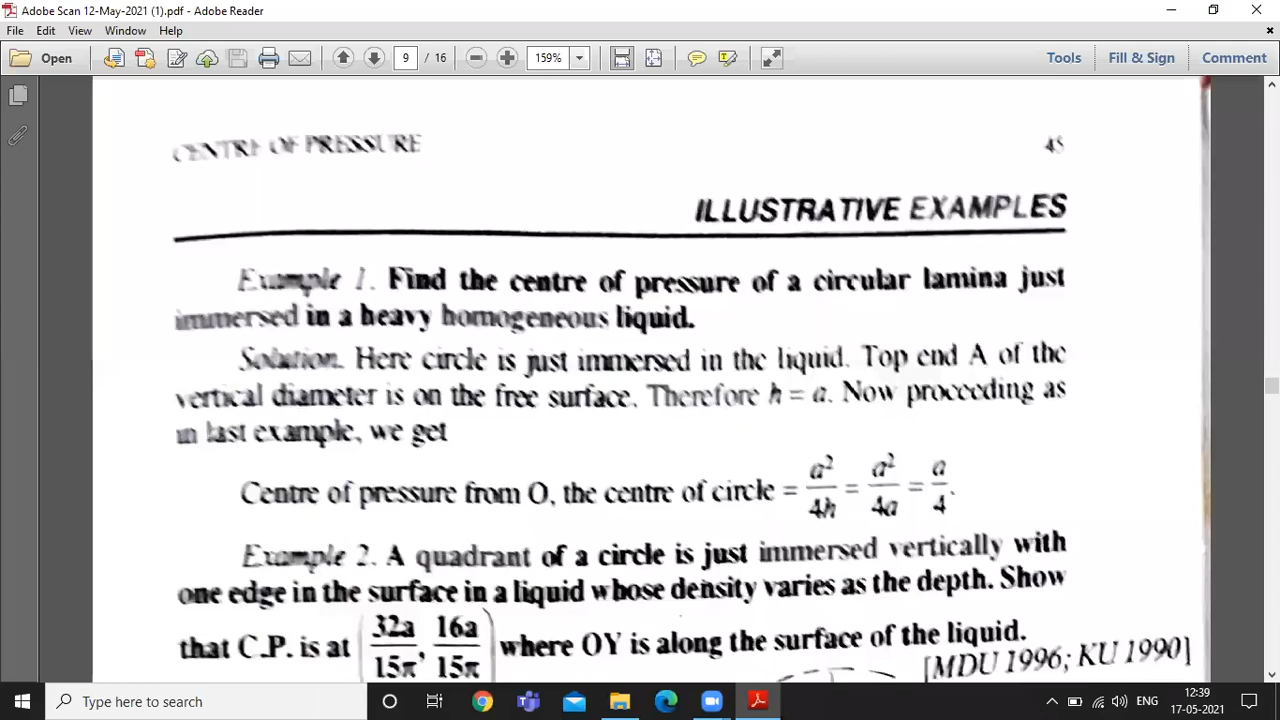 Adobe Scan 12-May-2021 (1).pdf - Adobe Reader
File Edit View Window Help
Open 9 / 16 159% Tools Fill & Sign Comment
CENTRE OF PRESSURE 45
ILLUSTRATIVE EXAMPLES
Example 1. Find the centre of pressure of a circular lamina just
immersed in a heavy homogeneous liquid.
Solution. Here circle is just immersed in the liquid. Top end A of the
vertical diameter is on the free surface. Therefore h = a. Now proceeding as
in last example, we get
Centre of pressure from O, the centre of circle = a²/4h = a²/4a = a/4.
Example 2. A quadrant of a circle is just immersed vertically with
one edge in the surface in a liquid whose density varies as the depth. Show
that C.P. is at (32a/15π, 16a/15π) where OY is along the surface of the liquid.
[MDU 1996; KU 1990]
Type here to search
ENG 12:39
17-05-2021